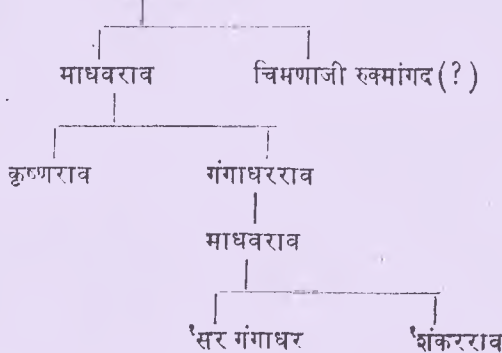 माधवराव चिमणाजी रुक्मांगद (?)
कृष्णराव गंगाधरराव
माधवराव
'सर गंगाधर 'शंकरराव